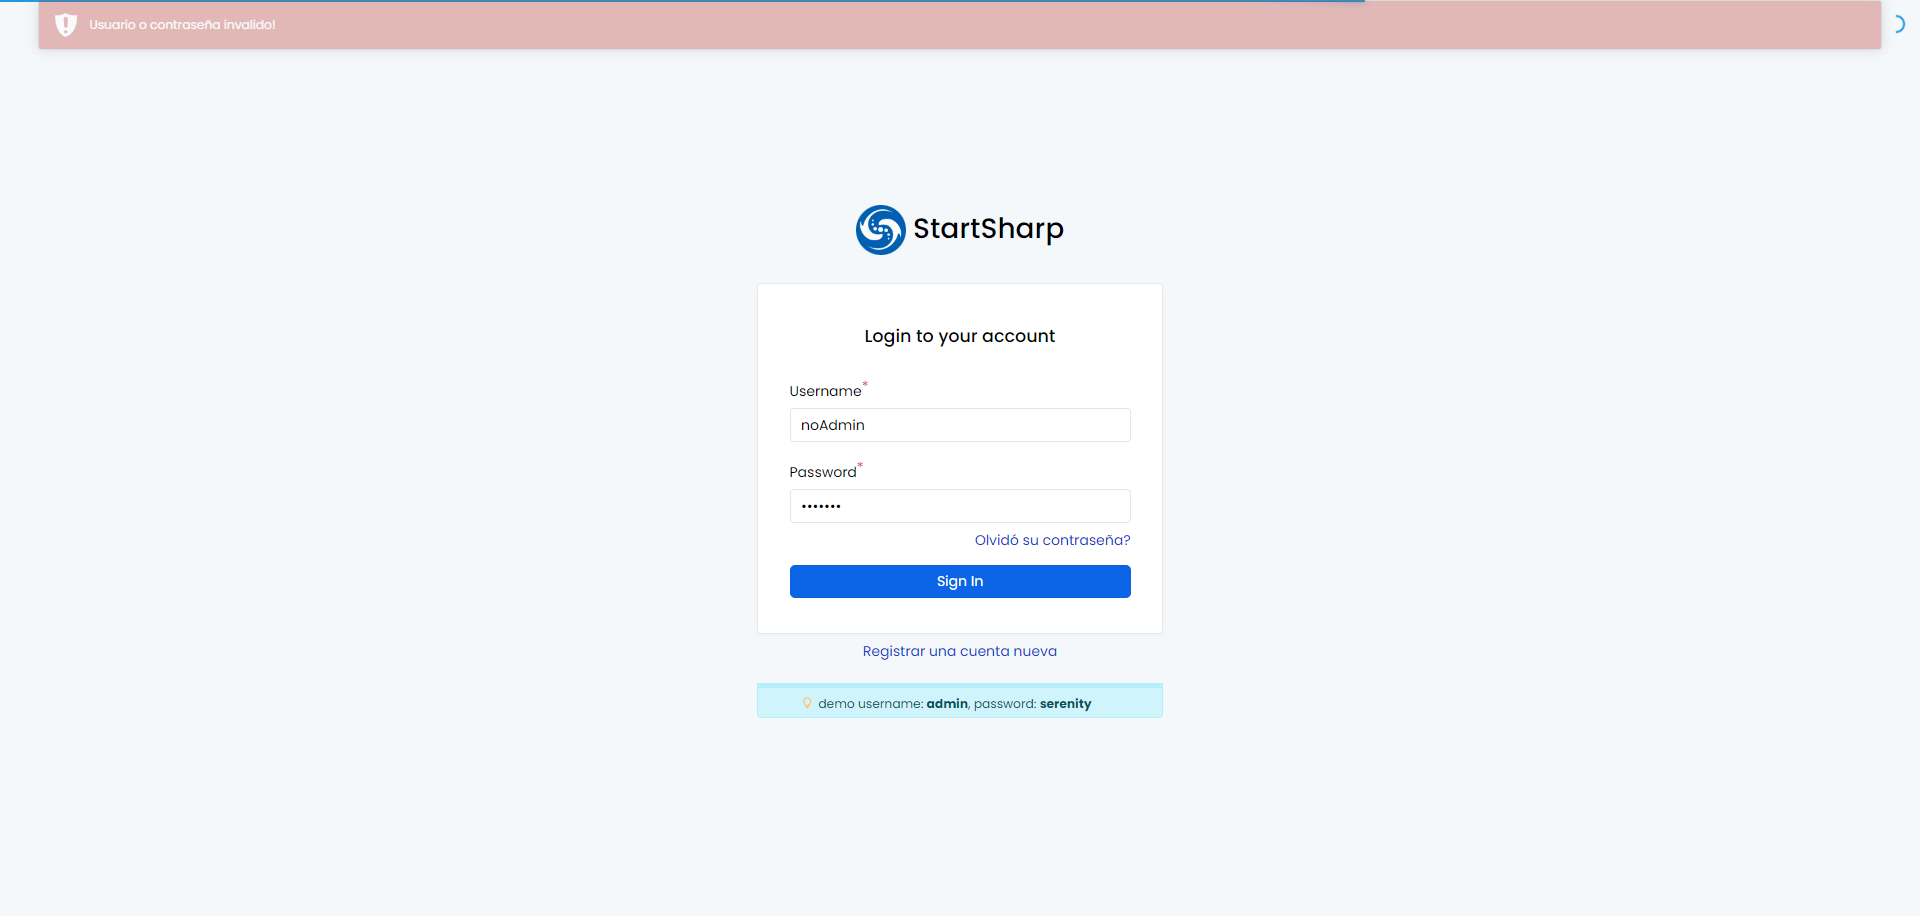 Usuario o contraseña invalido!
StartSharp
Login to your account
Username*
noAdmin
Password*
•••••••
Olvidó su contraseña?
Sign In
Registrar una cuenta nueva
demo username: admin, password: serenity